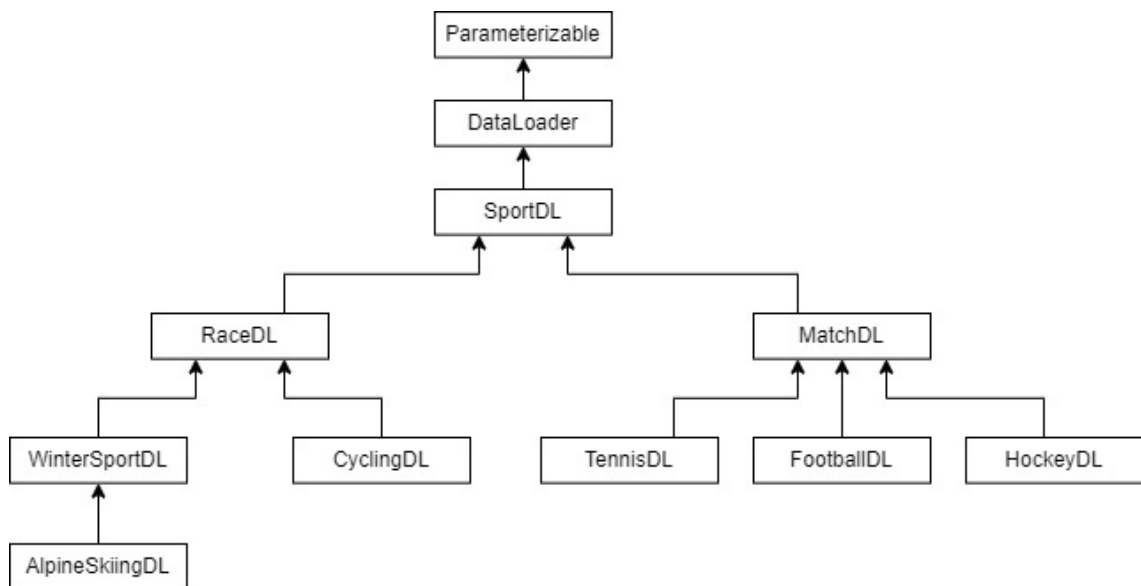 Parameterizable
DataLoader
SportDL
RaceDL
MatchDL
WinterSportDL
CyclingDL
TennisDL
FootballDL
HockeyDL
AlpineSkiingDL